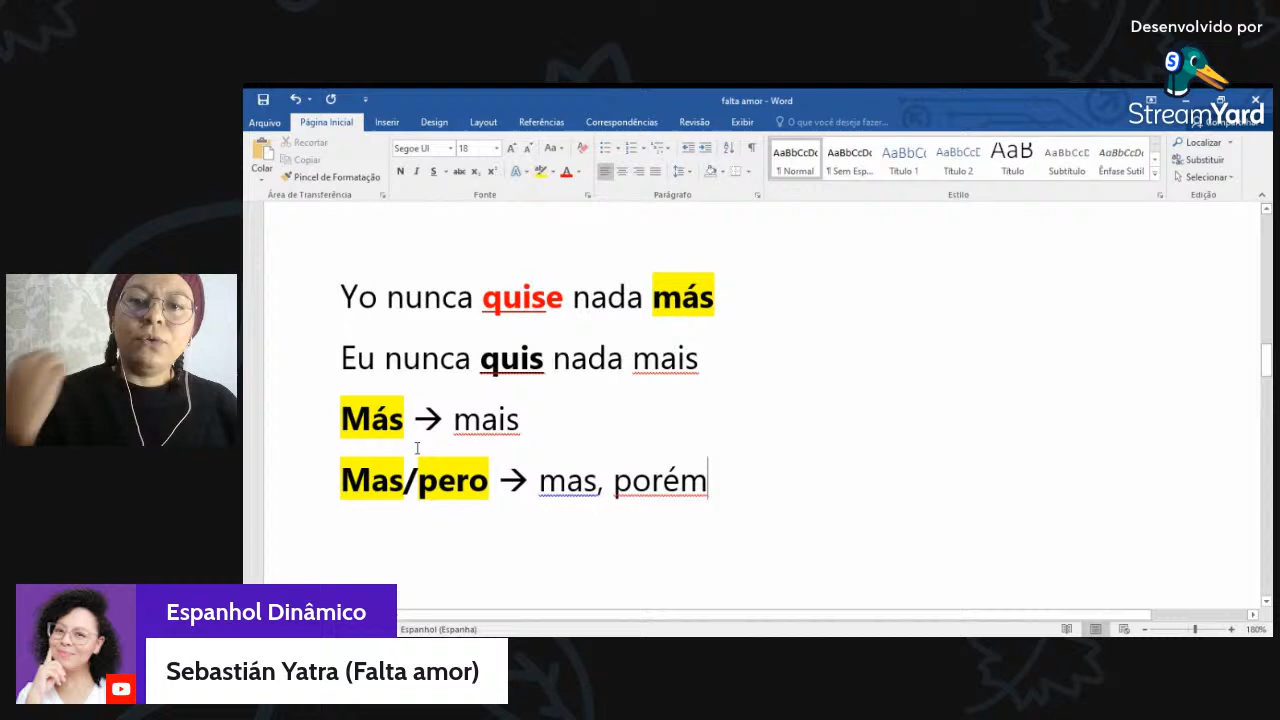 Desenvolvido por
StreamYard
falta amor - Word
Arquivo Página Inicial Inserir Design Layout Referências Correspondências Revisão Exibir O que você deseja fazer...
Colar
Recortar
Copiar
Pincel de Formatação
Área de Transferência
Segoe UI 18
Fonte
Parágrafo
AaBbCcDc AaBbCcDc AaBbCc AaBbCcD AaB AaBbCcD AaBbCcDc
¶ Normal ¶ Sem Esp... Título 1 Título 2 Título Subtítulo Ênfase Sutil
Estilo
Localizar
Substituir
Selecionar
Edição
Yo nunca quise nada más
Eu nunca quis nada mais
Más → mais
Mas/pero → mas, porém
Espanhol (Espanha)
180%
Espanhol Dinâmico
Sebastián Yatra (Falta amor)